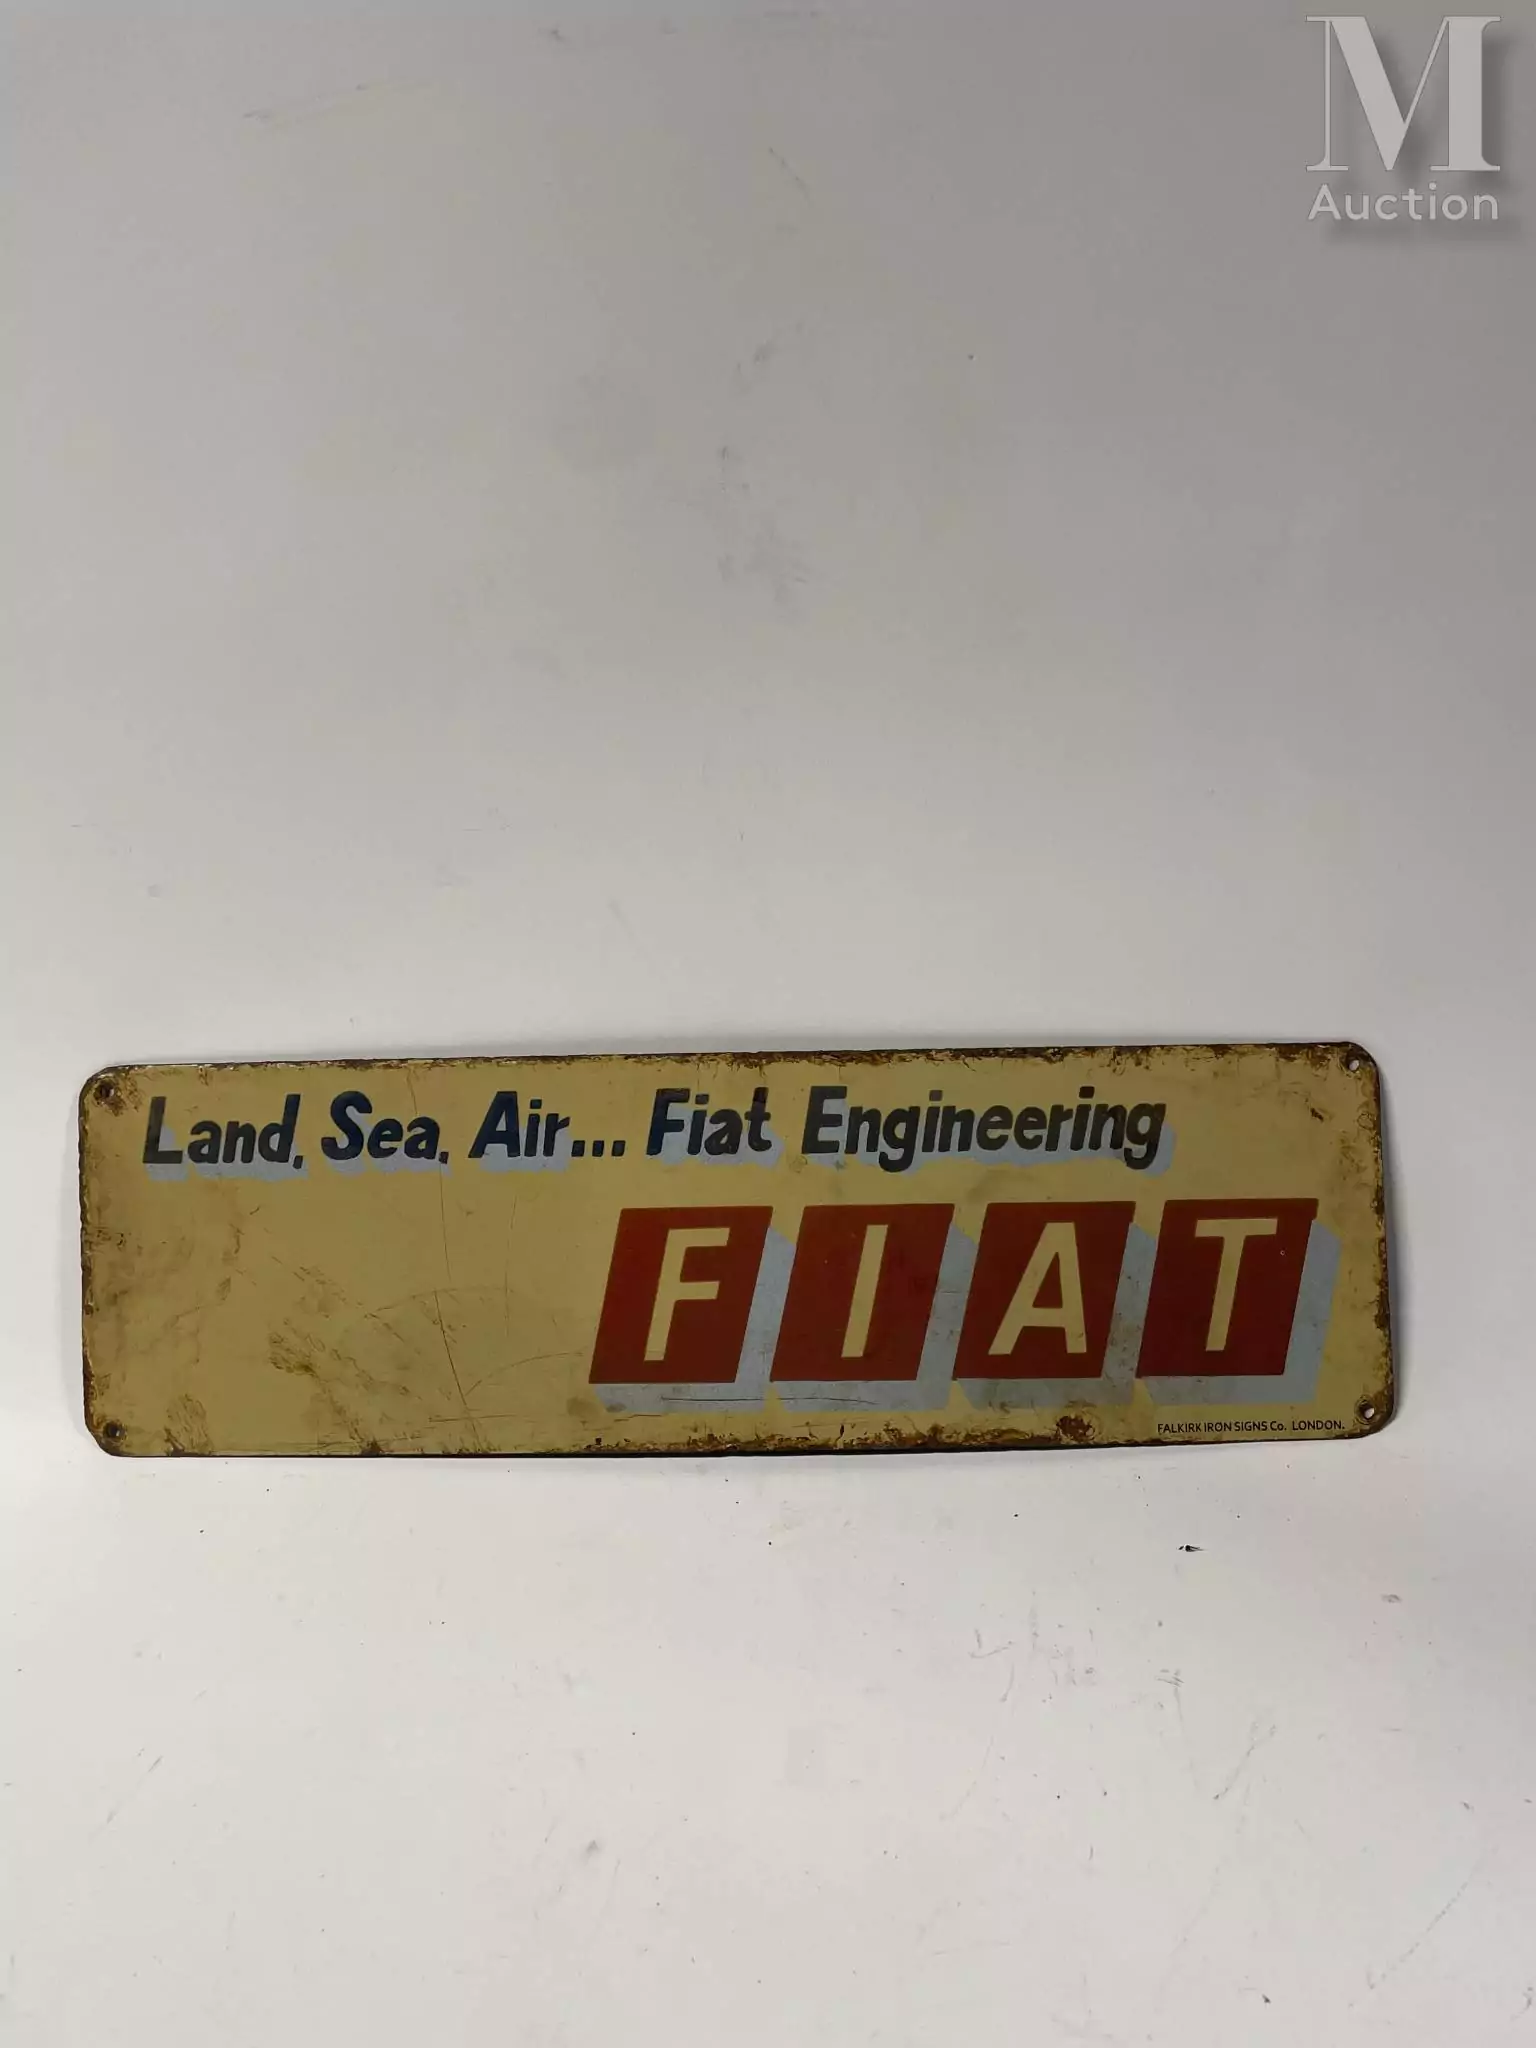 M
Auction
Land, Sea, Air... Fiat Engineering
FIAT
FALKIRK IRON SIGNS Co. LONDON.